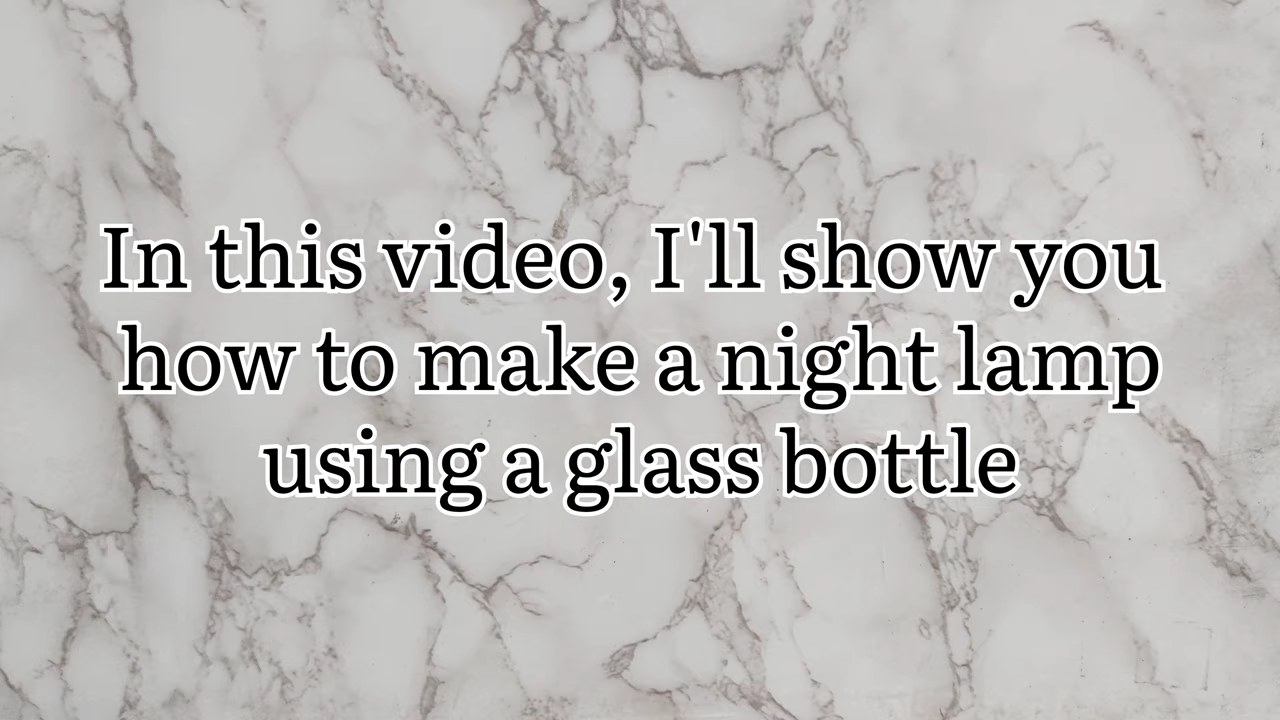 In this video, I'll show you
how to make a night lamp
using a glass bottle